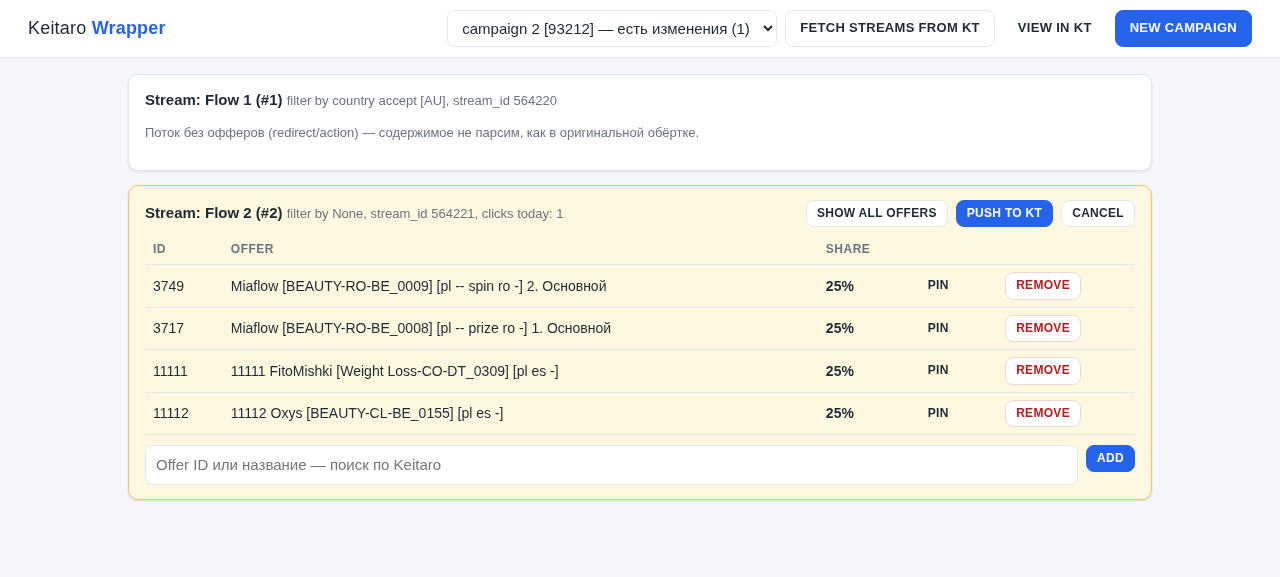 Keitaro Wrapper
campaign 2 [93212] — есть изменения (1)
FETCH STREAMS FROM KT
VIEW IN KT
NEW CAMPAIGN
Stream: Flow 1 (#1) filter by country accept [AU], stream_id 564220
Поток без офферов (redirect/action) — содержимое не парсим, как в оригинальной обёртке.
Stream: Flow 2 (#2) filter by None, stream_id 564221, clicks today: 1
SHOW ALL OFFERS
PUSH TO KT
CANCEL
ID OFFER SHARE
3749 Miaflow [BEAUTY-RO-BE_0009] [pl -- spin ro -] 2. Основной 25% PIN REMOVE
3717 Miaflow [BEAUTY-RO-BE_0008] [pl -- prize ro -] 1. Основной 25% PIN REMOVE
11111 11111 FitoMishki [Weight Loss-CO-DT_0309] [pl es -] 25% PIN REMOVE
11112 11112 Oxys [BEAUTY-CL-BE_0155] [pl es -] 25% PIN REMOVE
Offer ID или название — поиск по Keitaro
ADD